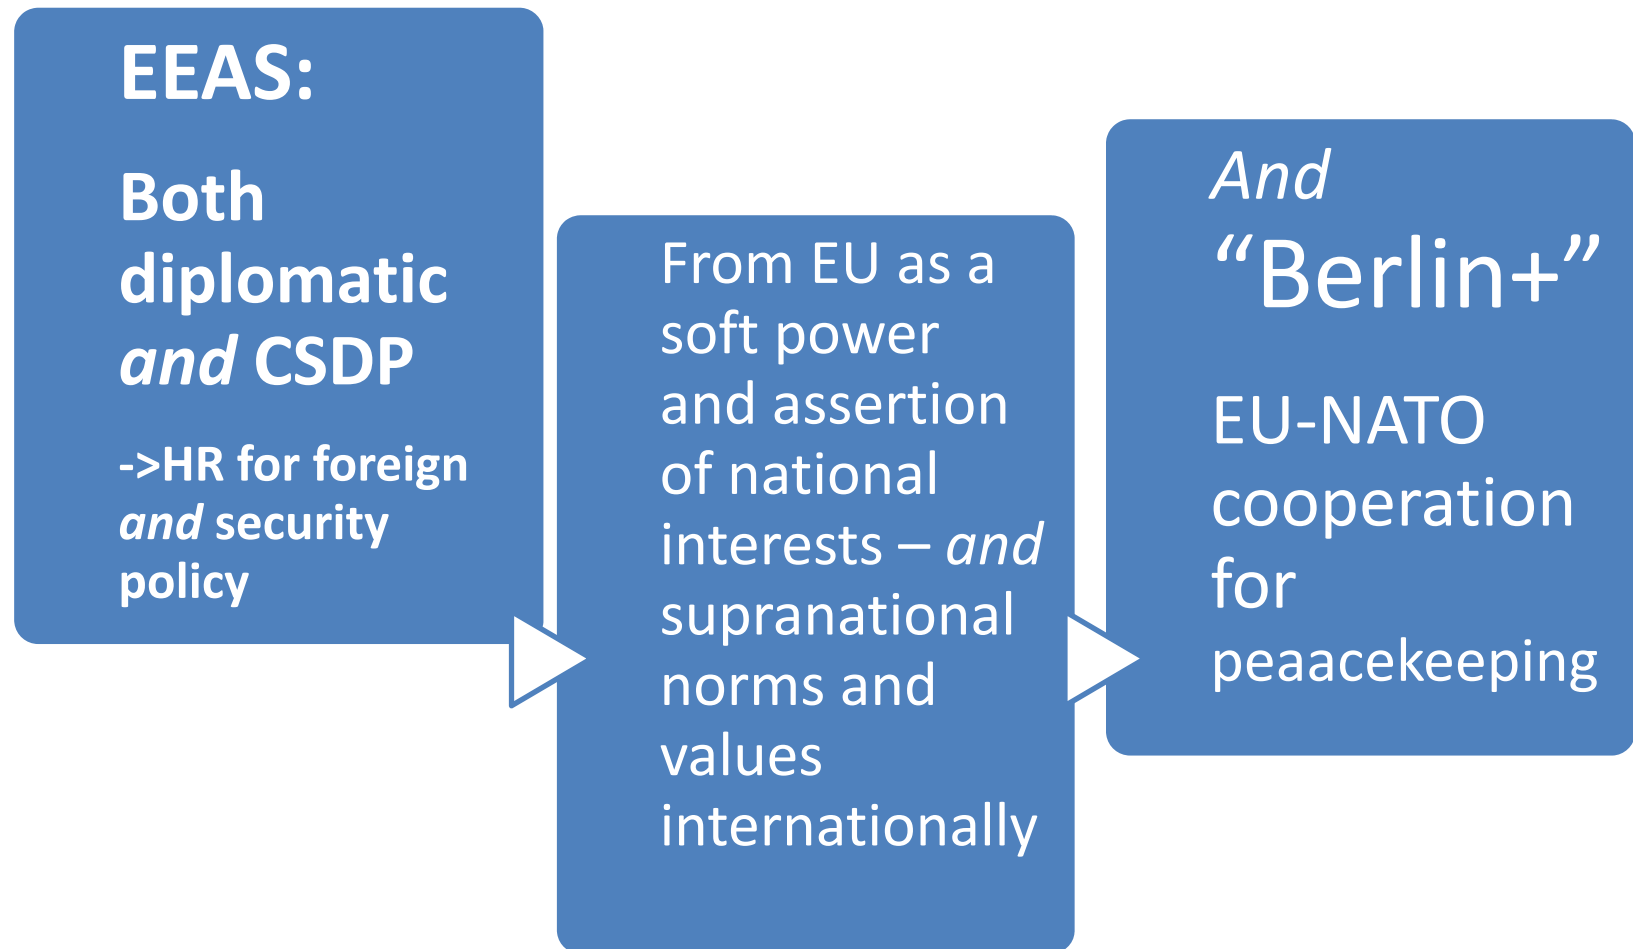 EEAS:
Both
diplomatic
and CSDP
->HR for foreign
and security
policy
From EU as a
soft power
and assertion
of national
interests – and
supranational
norms and
values
internationally
And
“Berlin+”
EU-NATO
cooperation
for
peaacekeeping